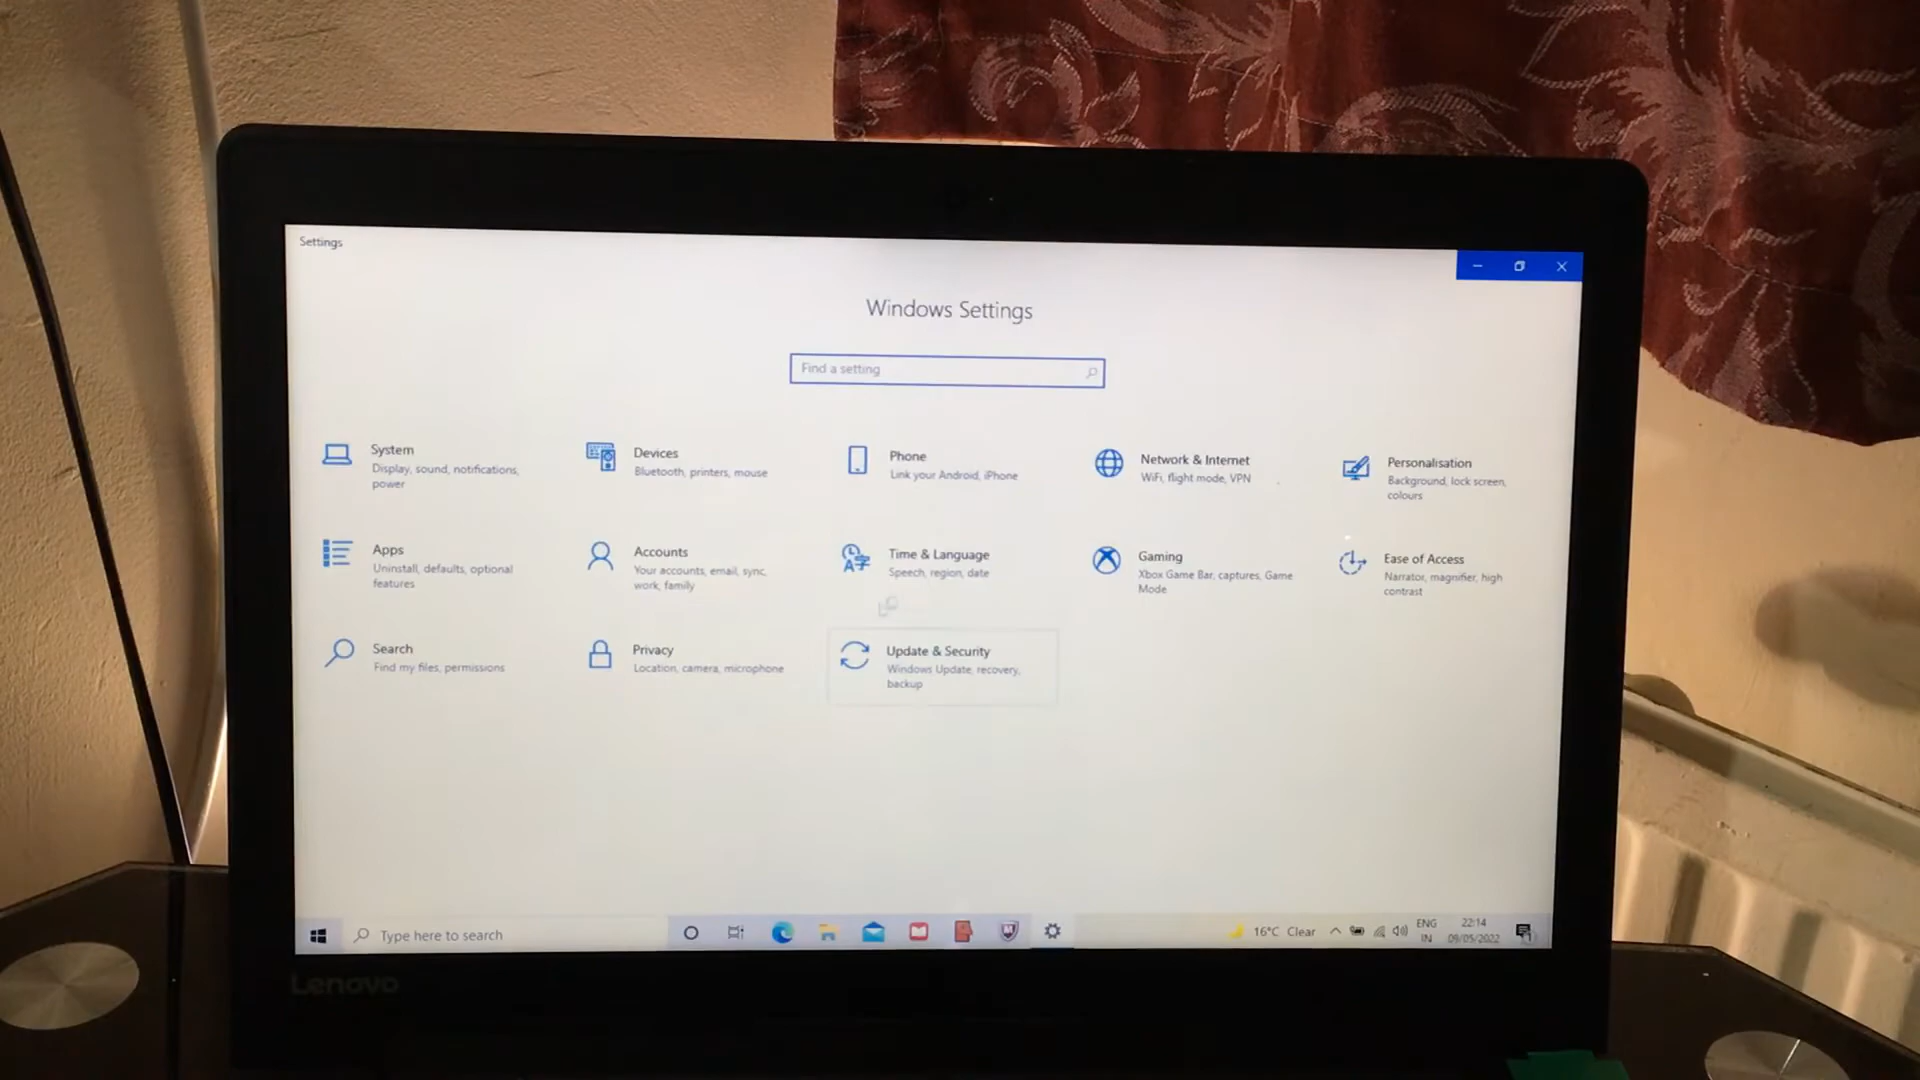 Settings
Windows Settings
Find a setting
System
Display, sound, notifications,
power
Devices
Bluetooth, printers, mouse
Phone
Link your Android, iPhone
Network & Internet
WiFi, flight mode, VPN
Personalisation
Background, lock screen,
colours
Apps
Uninstall, defaults, optional
features
Accounts
Your accounts, email, sync,
work, family
Time & Language
Speech, region, date
Gaming
Xbox Game Bar, captures, Game
Mode
Ease of Access
Narrator, magnifier, high
contrast
Search
Find my files, permissions
Privacy
Location, camera, microphone
Update & Security
Windows Update, recovery,
backup
Type here to search
16°C Clear
ENG
IN
22:14
09/05/2022
Lenovo